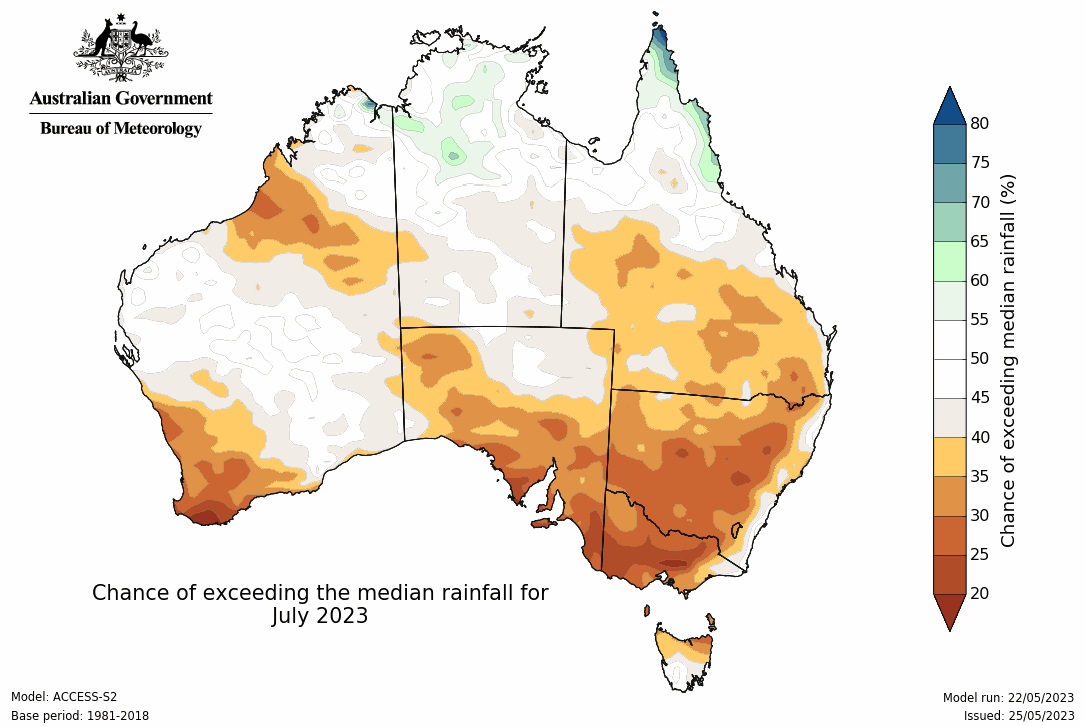 Australian Government
Bureau of Meteorology
80
75
70
65
60
55
50
45
40
35
30
25
20
Chance of exceeding median rainfall (%)
Chance of exceeding the median rainfall for
July 2023
Model: ACCESS-S2
Base period: 1981-2018
Model run: 22/05/2023
Issued: 25/05/2023